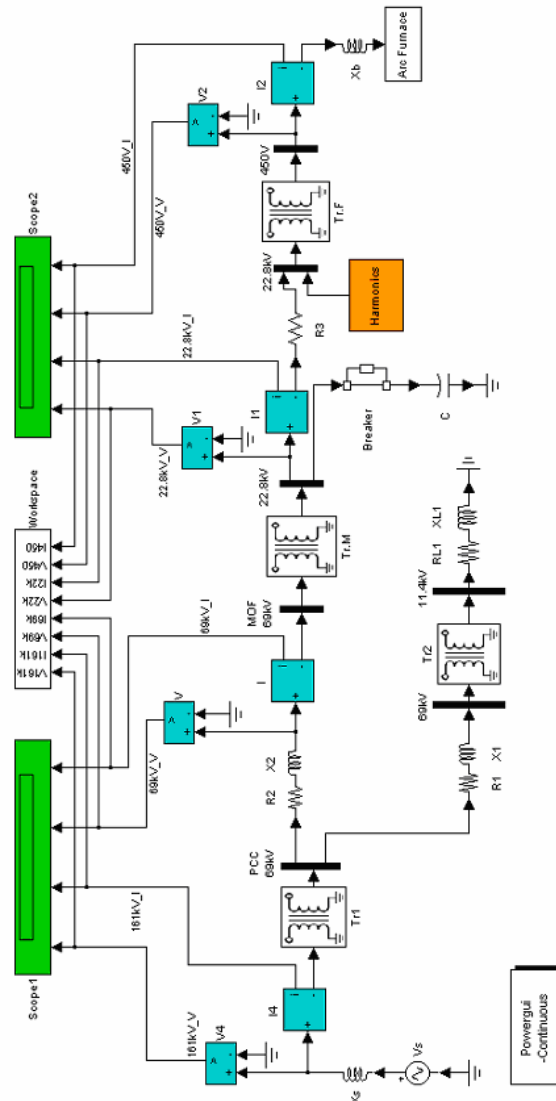 Scope1
Workspace
Scope2
V161k
I161k
V69k
I69k
V22k
I22k
V450
I450
161kV_V
161kV_I
69kV_V
69kV_I
22.8kV_V
22.8kV_I
450V_V
450V_I
V4
V
V1
V2
I4
I
I1
I2
Xs
Vs
Tr1
PCC
69kV
R2
X2
MOF
69kV
Tr.M
22.8kV
R3
22.8kV
Tr.F
450V
Xb
Arc Furnace
Harmonics
Breaker
C
R1
X1
69kV
Tr2
11.4kV
RL1
XL1
Powergui
-Continuous